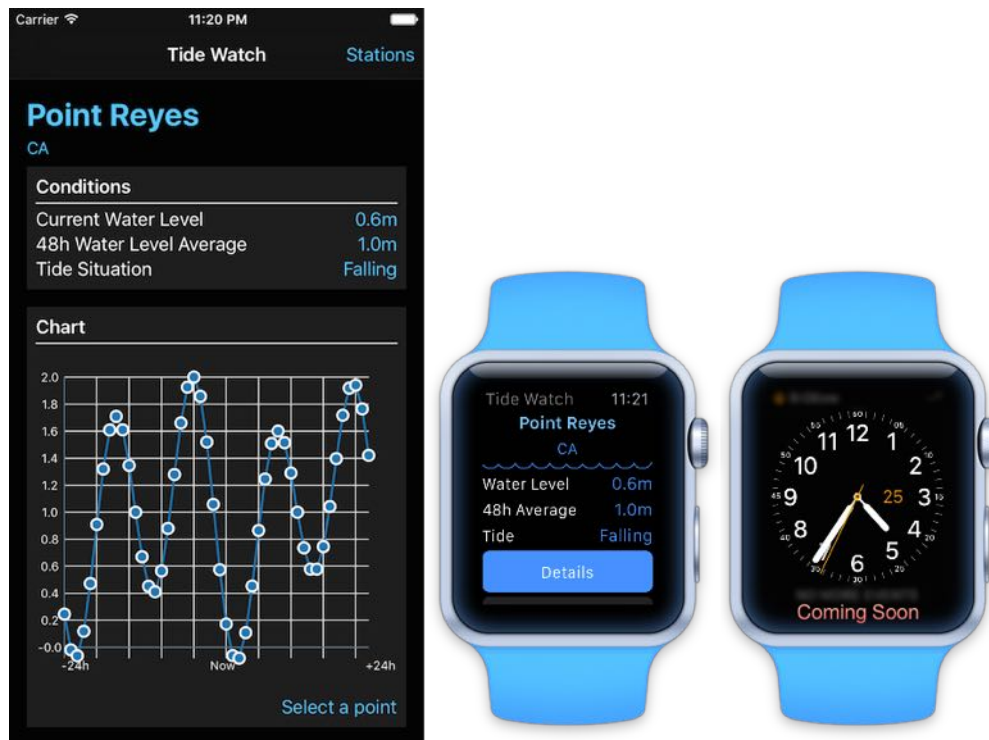 Carrier 11:20 PM
Tide Watch Stations
Point Reyes
CA
Conditions
Current Water Level 0.6m
48h Water Level Average 1.0m
Tide Situation Falling
Chart
2.0
1.8
1.6
1.4
1.2
1.0
0.8
0.6
0.4
0.2
-0.0
-24h Now +24h
Select a point
Tide Watch 11:21
Point Reyes
CA
Water Level 0.6m
48h Average 1.0m
Tide Falling
Details
12
11 1
10 2
9 25 3
8 4
7 5
6
Coming Soon